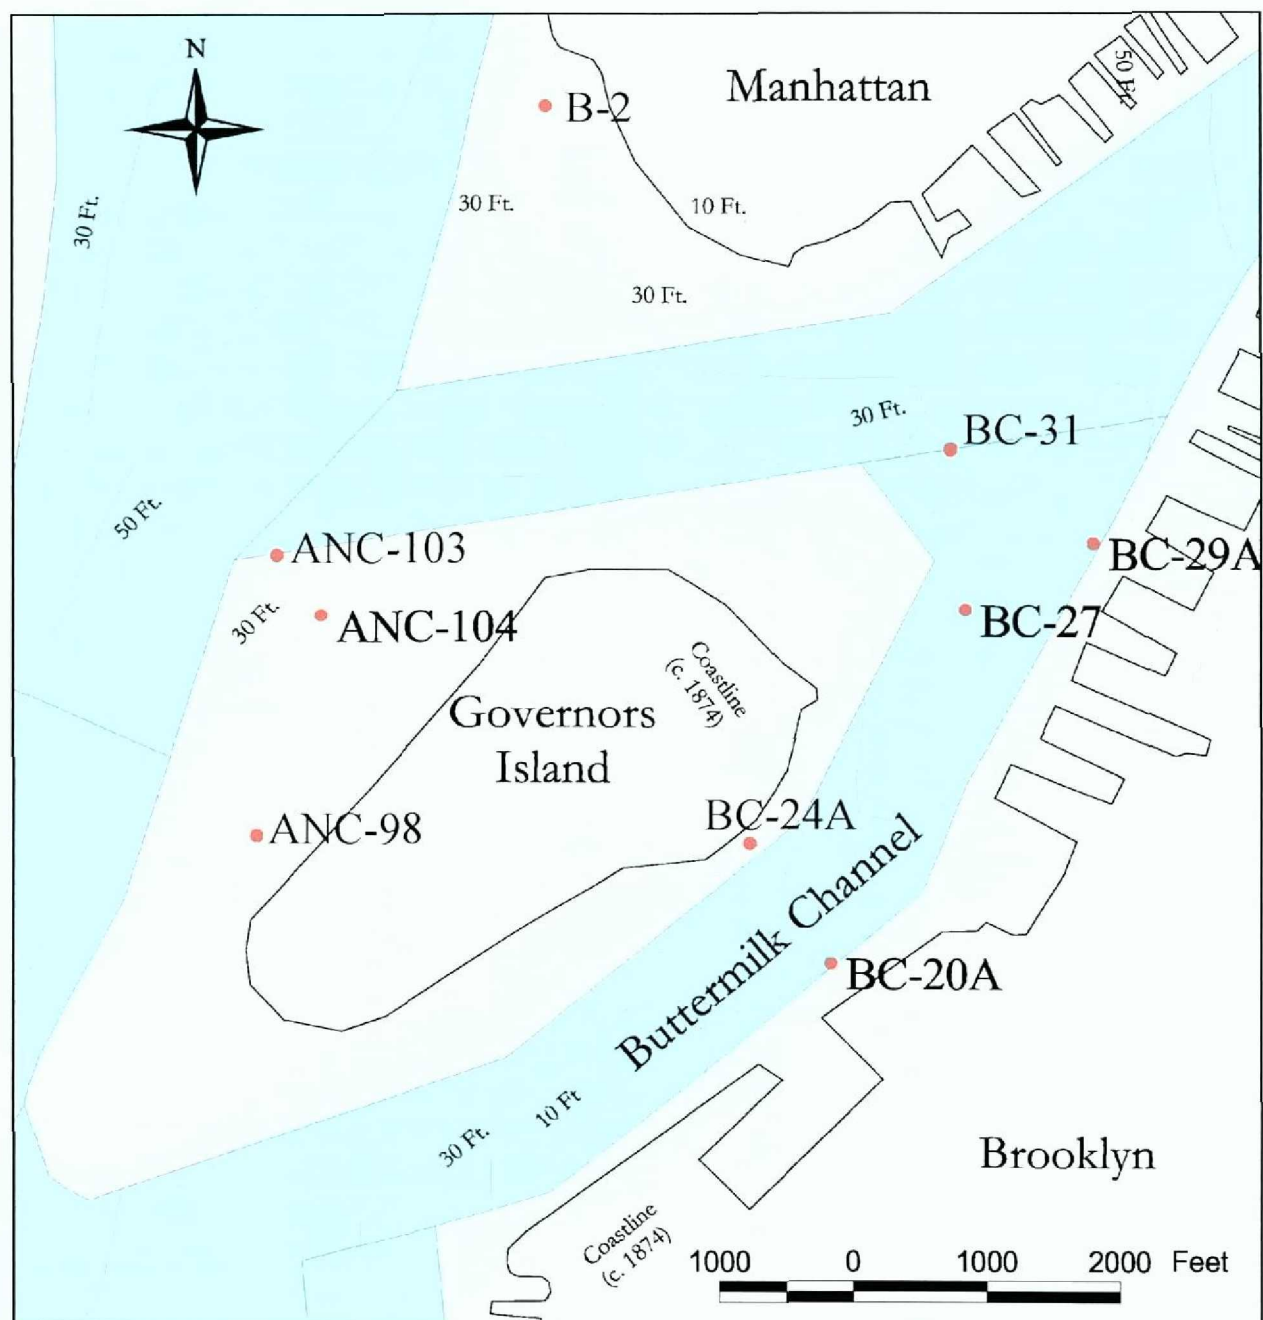 N
Manhattan
50 Ft.
B-2
30 Ft.
30 Ft.
10 Ft.
30 Ft.
30 Ft.
BC-31
50 Ft.
ANC-103
BC-29A
30 Ft.
ANC-104
BC-27
Coastline
(c. 1874)
Governors
Island
ANC-98
BC-24A
Buttermilk Channel
BC-20A
10 Ft
30 Ft.
Brooklyn
Coastline
(c. 1874)
1000 0 1000 2000 Feet